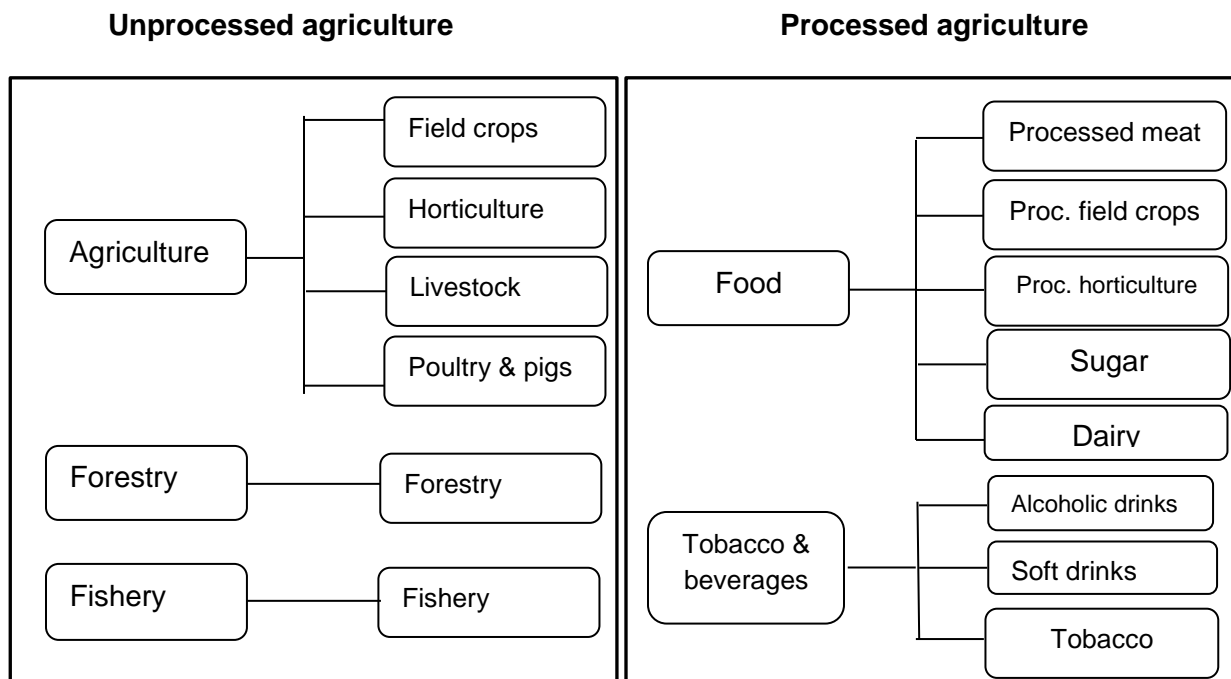 Unprocessed agriculture
Processed agriculture
Agriculture
Field crops
Horticulture
Livestock
Poultry & pigs
Forestry
Forestry
Fishery
Fishery
Food
Processed meat
Proc. field crops
Proc. horticulture
Sugar
Dairy
Tobacco &
beverages
Alcoholic drinks
Soft drinks
Tobacco